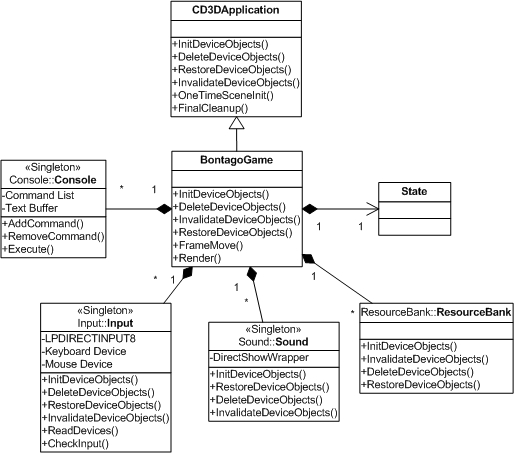 CD3DApplication
+InitDeviceObjects()
+DeleteDeviceObjects()
+RestoreDeviceObjects()
+InvalidateDeviceObjects()
+OneTimeSceneInit()
+FinalCleanup()
«Singleton»
Console::Console
-Command List
-Text Buffer
+AddCommand()
+RemoveCommand()
+Execute()
*
1
BontagoGame
+InitDeviceObjects()
+DeleteDeviceObjects()
+InvalidateDeviceObjects()
+RestoreDeviceObjects()
+FrameMove()
+Render()
1
1
State
* 1
1
*
1
*
«Singleton»
Input::Input
-LPDIRECTINPUT8
-Keyboard Device
-Mouse Device
+InitDeviceObjects()
+DeleteDeviceObjects()
+RestoreDeviceObjects()
+InvalidateDeviceObjects()
+ReadDevices()
+CheckInput()
«Singleton»
Sound::Sound
-DirectShowWrapper
+InitDeviceObjects()
+RestoreDeviceObjects()
+DeleteDeviceObjects()
+InvalidateDeviceObjects()
ResourceBank::ResourceBank
+InitDeviceObjects()
+InvalidateDeviceObjects()
+DeleteDeviceObjects()
+RestoreDeviceObjects()